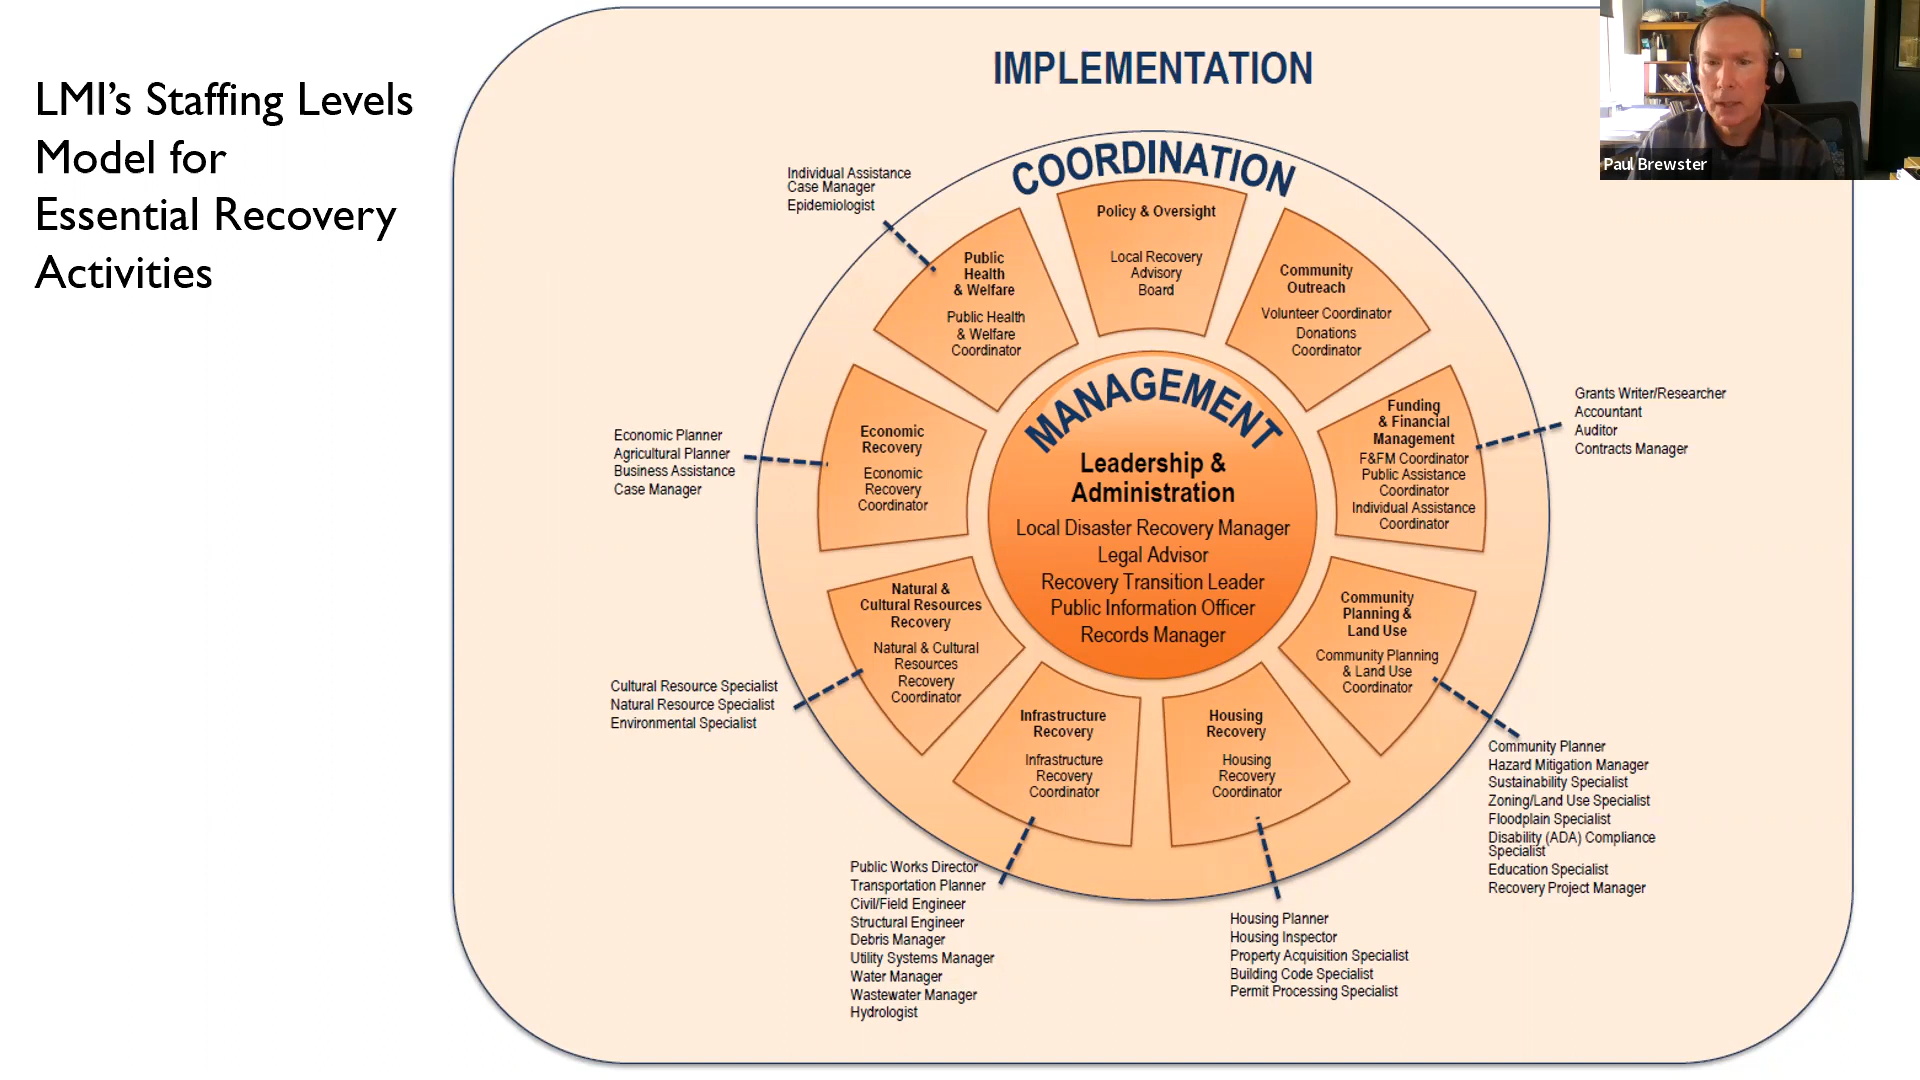 LMI’s Staffing Levels
Model for
Essential Recovery
Activities
IMPLEMENTATION
Paul Brewster
COORDINATION
Individual Assistance
Case Manager
Epidemiologist
Public
Health
& Welfare
Public Health
& Welfare
Coordinator
Policy & Oversight
Local Recovery
Advisory
Board
Community
Outreach
Volunteer Coordinator
Donations
Coordinator
Funding
& Financial
Management
F&FM Coordinator
Public Assistance
Coordinator
Individual Assistance
Coordinator
Grants Writer/Researcher
Accountant
Auditor
Contracts Manager
Economic Planner
Agricultural Planner
Business Assistance
Case Manager
Economic
Recovery
Economic
Recovery
Coordinator
MANAGEMENT
Leadership &
Administration
Local Disaster Recovery Manager
Legal Advisor
Recovery Transition Leader
Public Information Officer
Records Manager
Natural &
Cultural Resources
Recovery
Natural & Cultural
Resources
Recovery
Coordinator
Cultural Resource Specialist
Natural Resource Specialist
Environmental Specialist
Community
Planning &
Land Use
Community Planning
& Land Use
Coordinator
Community Planner
Hazard Mitigation Manager
Sustainability Specialist
Zoning/Land Use Specialist
Floodplain Specialist
Disability (ADA) Compliance
Specialist
Education Specialist
Recovery Project Manager
Infrastructure
Recovery
Infrastructure
Recovery
Coordinator
Public Works Director
Transportation Planner
Civil/Field Engineer
Structural Engineer
Debris Manager
Utility Systems Manager
Water Manager
Wastewater Manager
Hydrologist
Housing
Recovery
Housing
Recovery
Coordinator
Housing Planner
Housing Inspector
Property Acquisition Specialist
Building Code Specialist
Permit Processing Specialist